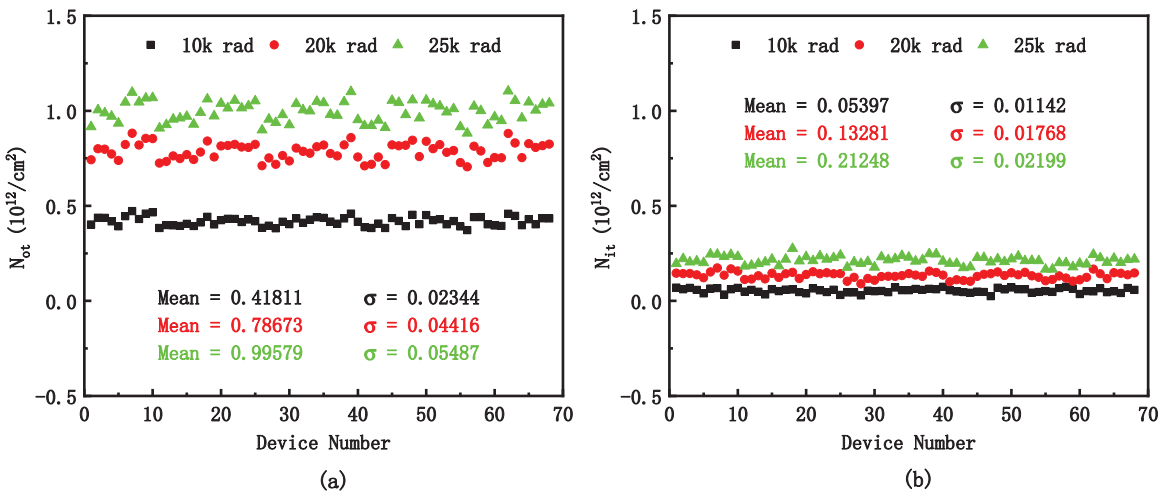 10k rad 20k rad 25k rad
1.5
1.0
0.5
0.0
-0.5
N_ot (10^12/cm^2)
Mean = 0.41811 σ = 0.02344
Mean = 0.78673 σ = 0.04416
Mean = 0.99579 σ = 0.05487
0 10 20 30 40 50 60 70
Device Number
(a)
10k rad 20k rad 25k rad
1.5
1.0
0.5
0.0
-0.5
N_it (10^12/cm^2)
Mean = 0.05397 σ = 0.01142
Mean = 0.13281 σ = 0.01768
Mean = 0.21248 σ = 0.02199
0 10 20 30 40 50 60 70
Device Number
(b)